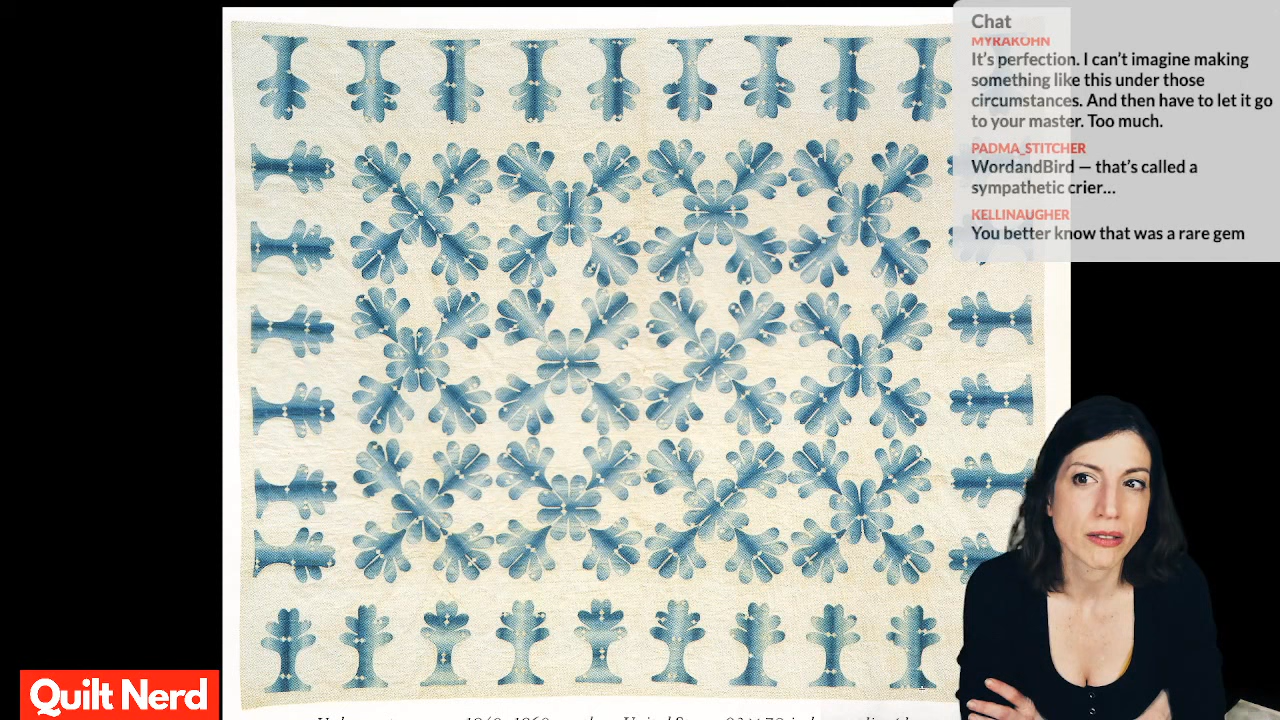 Chat
MYRAKOHN
It's perfection. I can't imagine making
something like this under those
circumstances. And then have to let it go
to your master. Too much.
PADMA_STITCHER
WordandBird — that's called a
sympathetic crier...
KELLINAUGHER
You better know that was a rare gem
Quilt Nerd